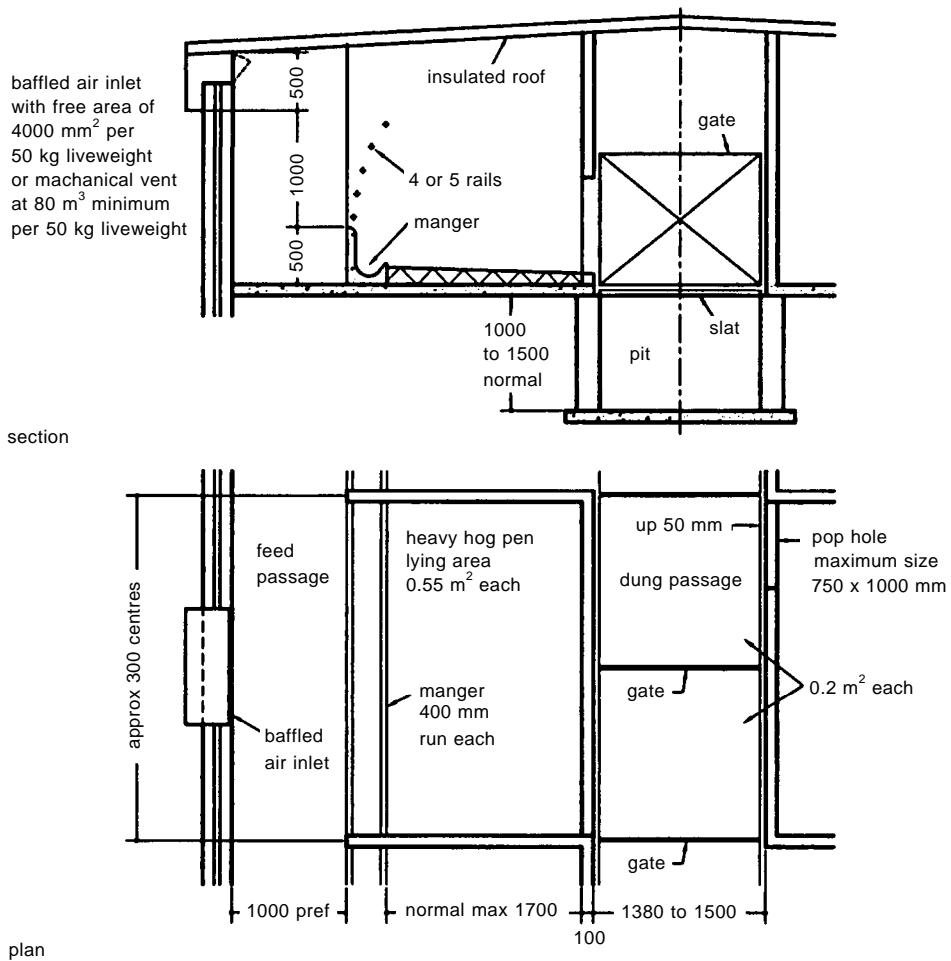 baffled air inlet
with free area of
4000 mm² per
50 kg liveweight
or machanical vent
at 80 m³ minimum
per 50 kg liveweight
500
1000
500
insulated roof
4 or 5 rails
manger
gate
slat
1000
to 1500
normal
pit
section
approx 300 centres
feed
passage
baffled
air inlet
heavy hog pen
lying area
0.55 m² each
manger
400 mm
run each
up 50 mm
dung passage
gate
gate
pop hole
maximum size
750 x 1000 mm
0.2 m² each
1000 pref
normal max 1700
100
1380 to 1500
plan